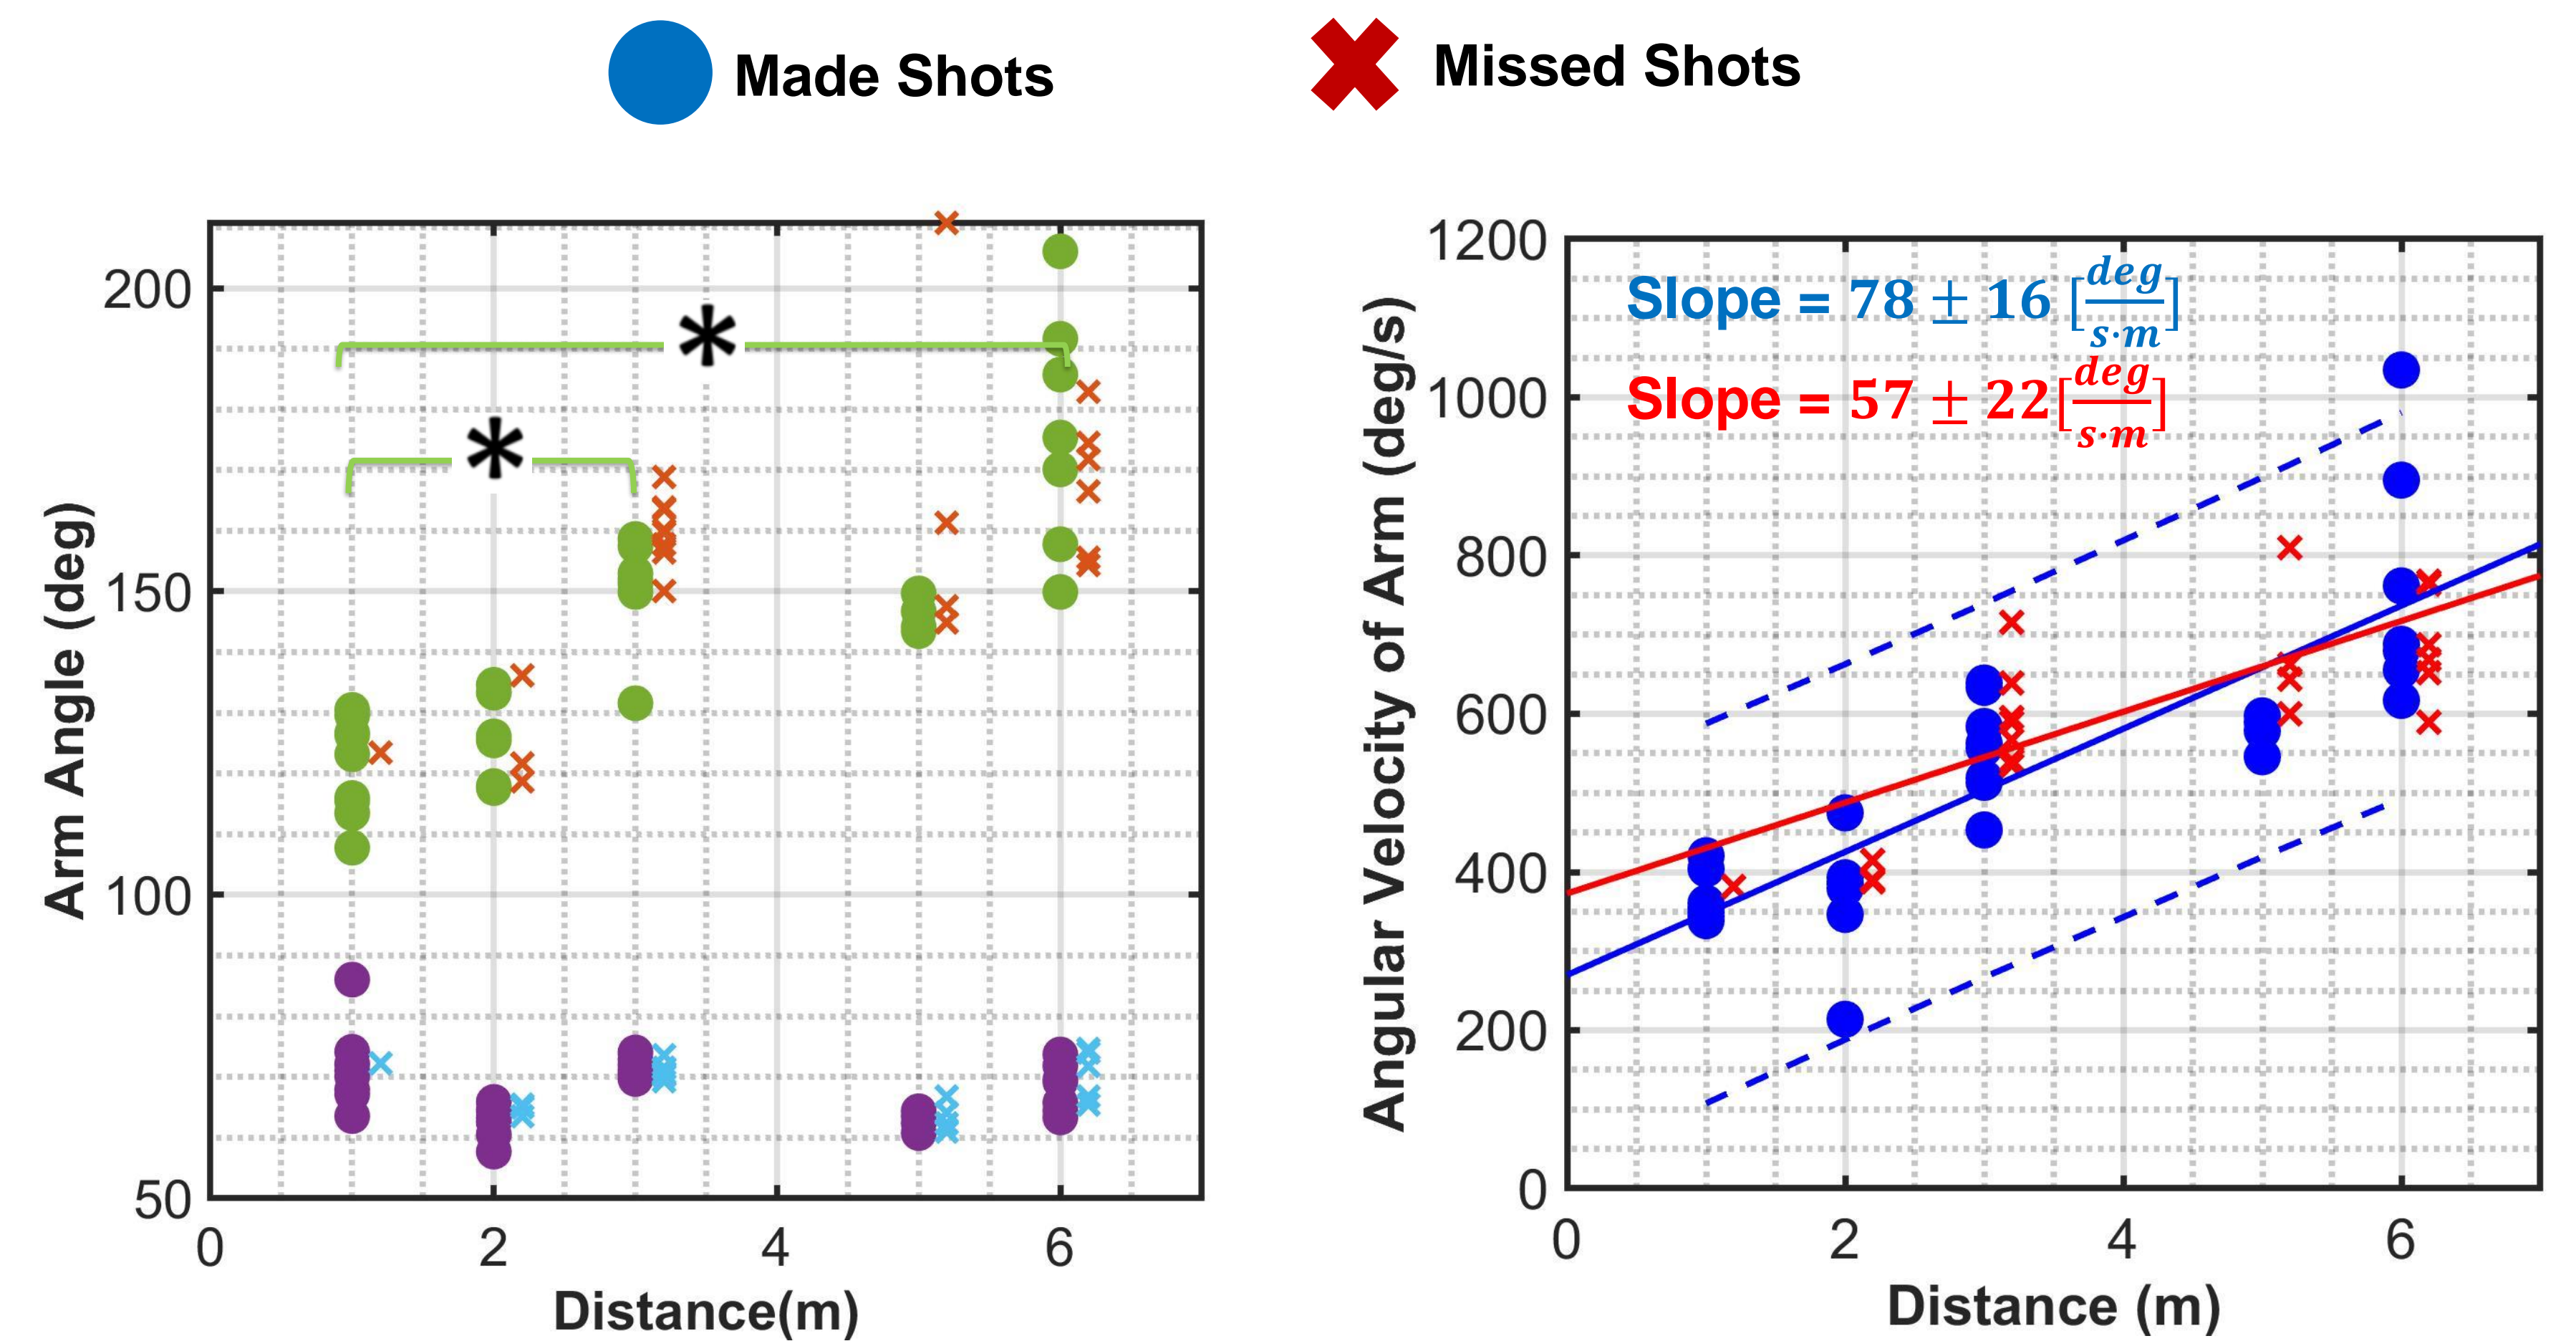 Made Shots
Missed Shots
Arm Angle (deg)
200
150
100
50
0 2 4 6
Distance(m)
*
*
Angular Velocity of Arm (deg/s)
1200
1000
800
600
400
200
0
0 2 4 6
Distance (m)
Slope = 78 ± 16 [deg/s·m]
Slope = 57 ± 22[deg/s·m]